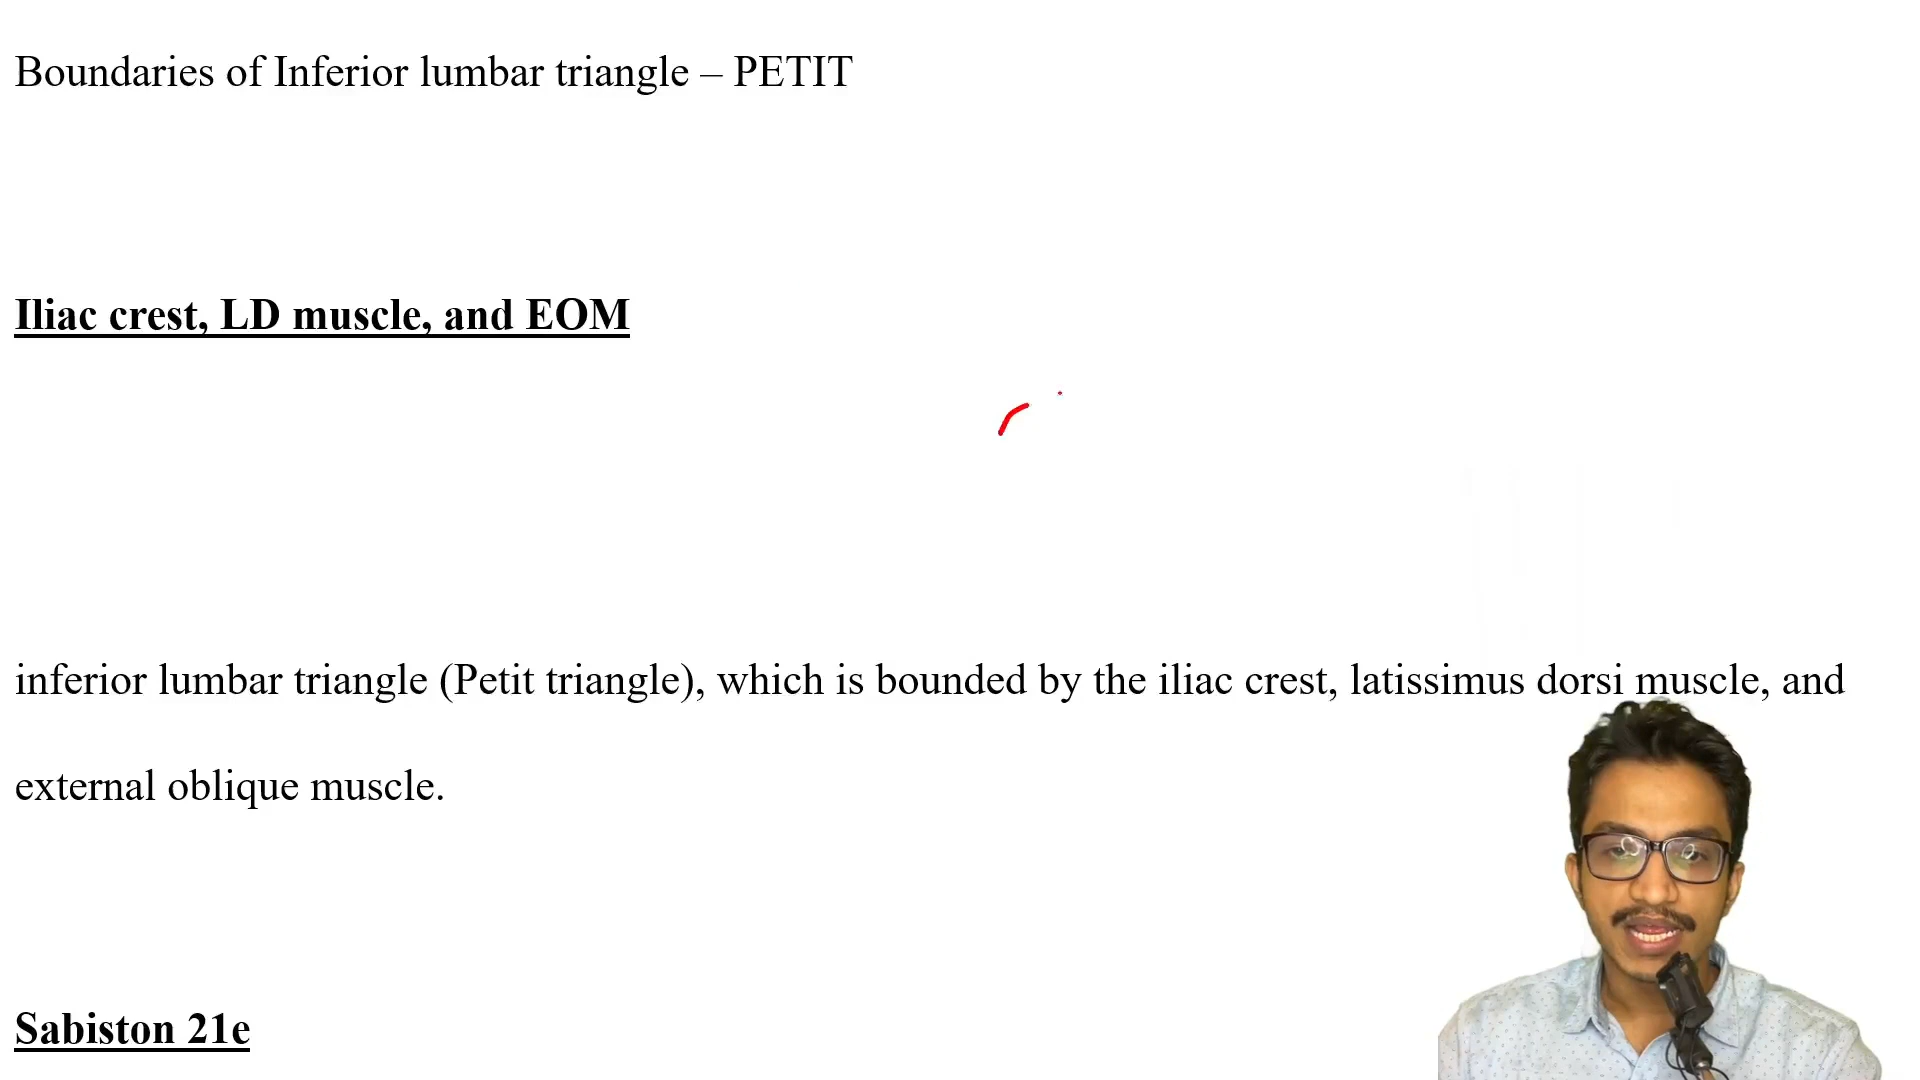 Boundaries of Inferior lumbar triangle – PETIT
Iliac crest, LD muscle, and EOM
inferior lumbar triangle (Petit triangle), which is bounded by the iliac crest, latissimus dorsi muscle, and
external oblique muscle.
Sabiston 21e